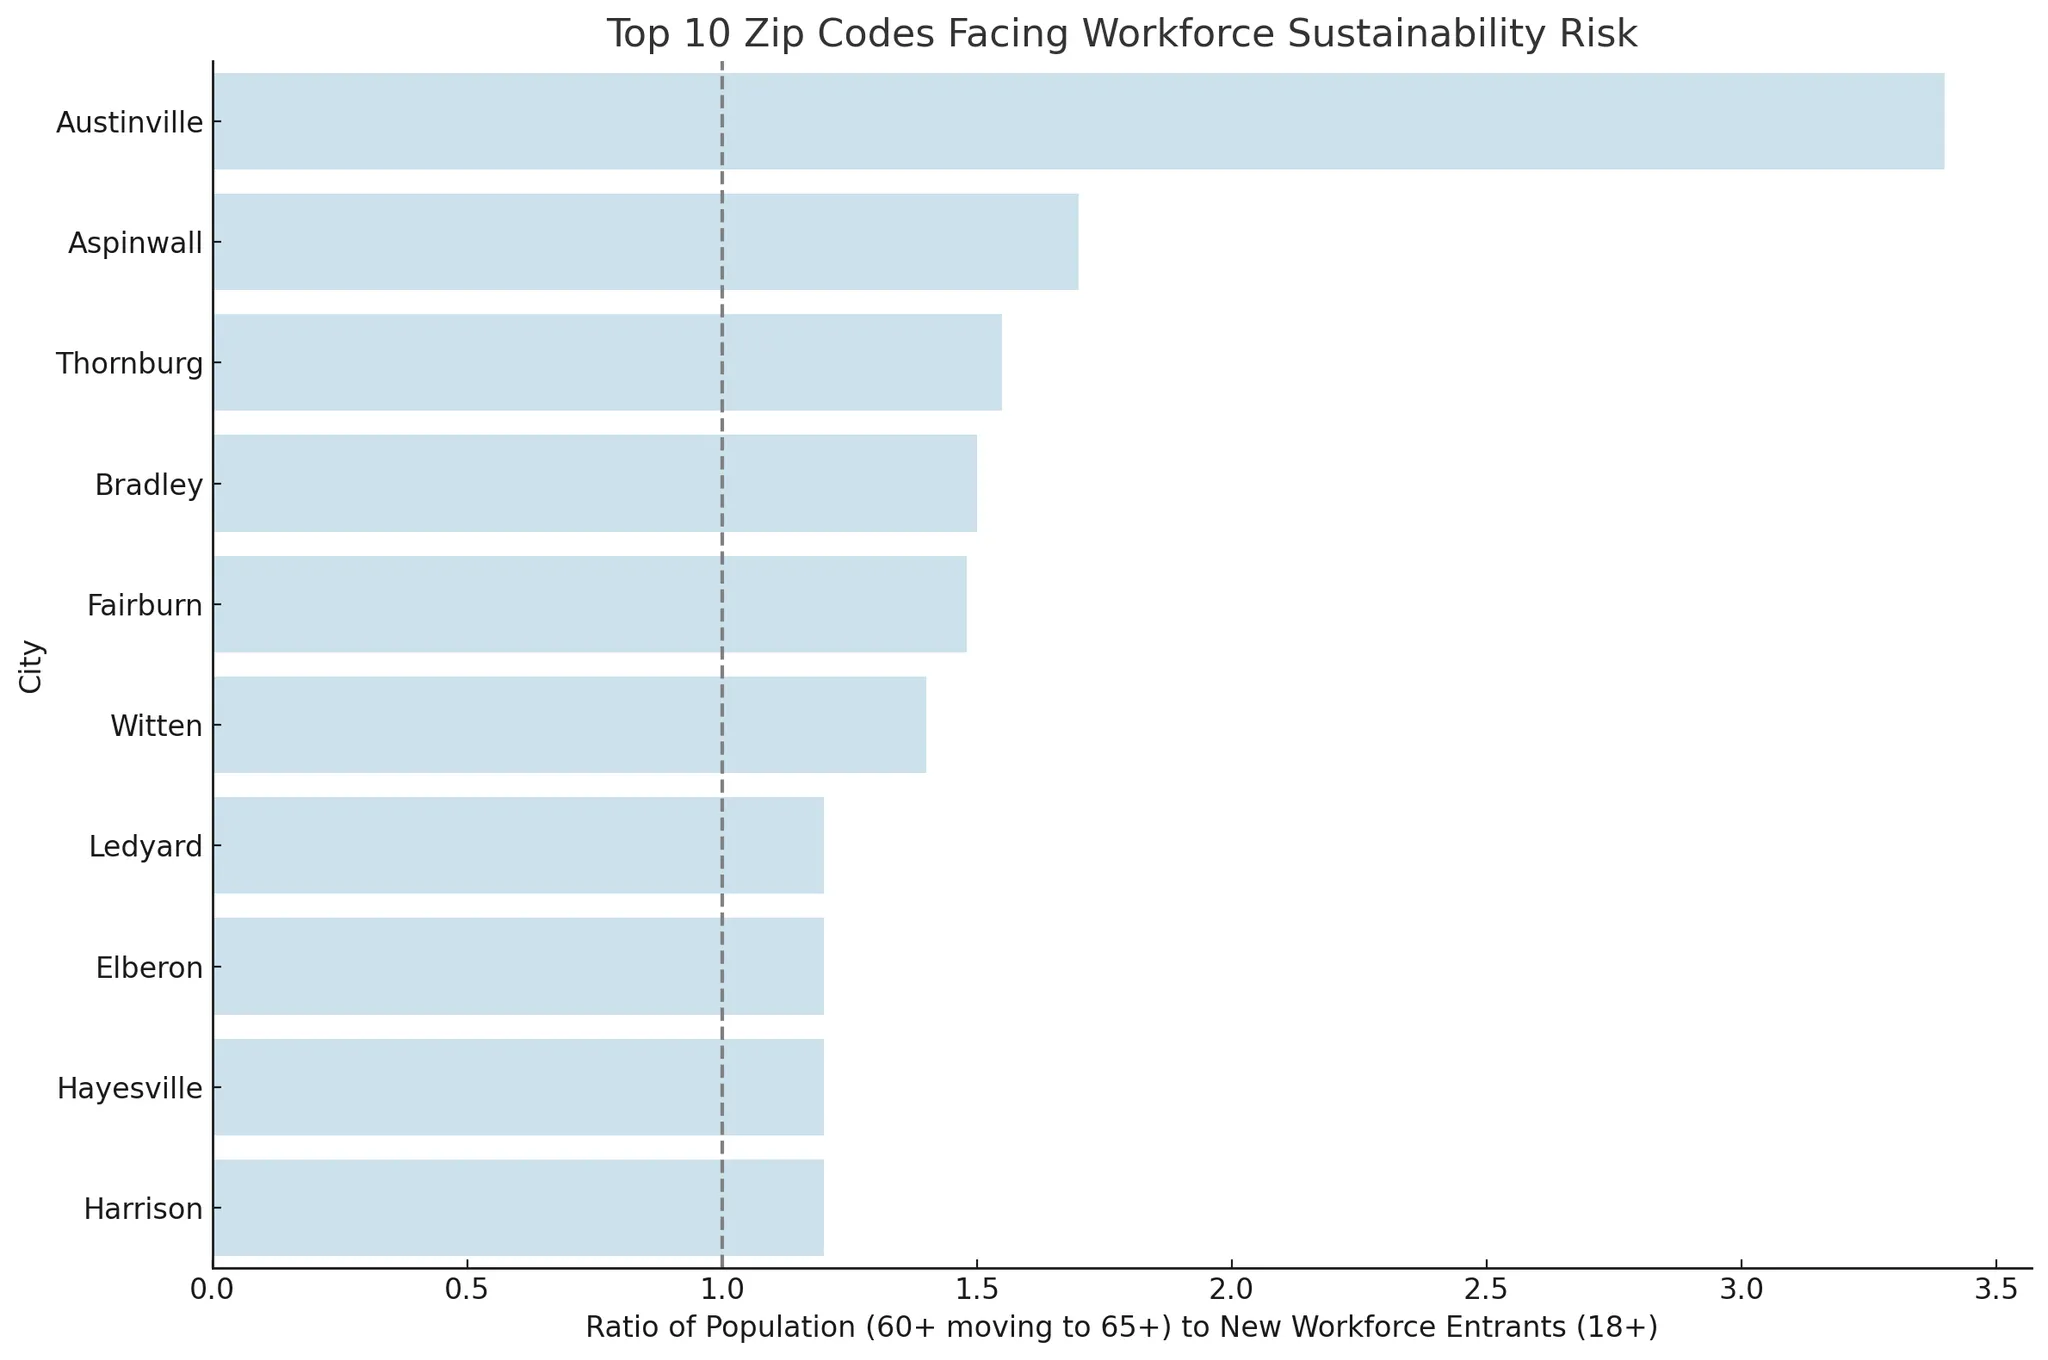 Top 10 Zip Codes Facing Workforce Sustainability Risk
City
Austinville
Aspinwall
Thornburg
Bradley
Fairburn
Witten
Ledyard
Elberon
Hayesville
Harrison
0.0 0.5 1.0 1.5 2.0 2.5 3.0 3.5
Ratio of Population (60+ moving to 65+) to New Workforce Entrants (18+)